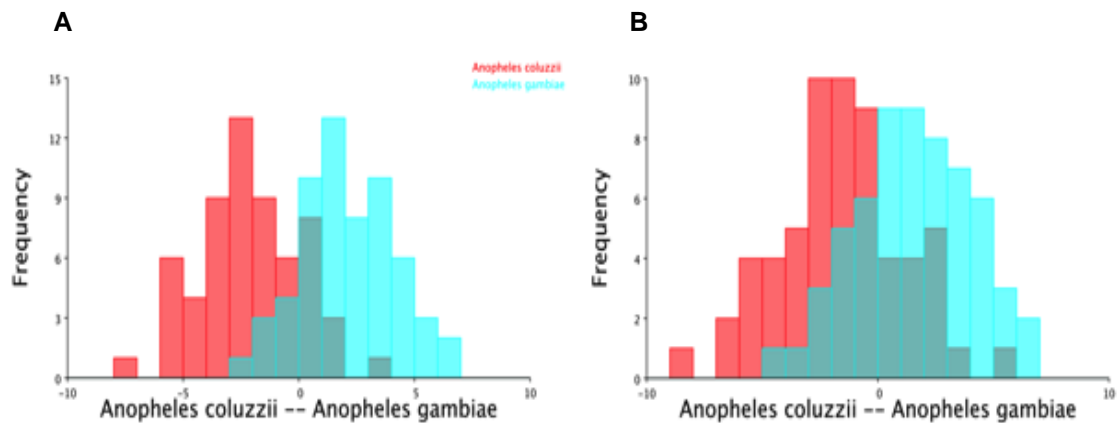 A
B
Anopheles coluzzii
Anopheles gambiae
Frequency
15
12
9
6
3
0
-10
-5
0
5
10
Anopheles coluzzii -- Anopheles gambiae
Frequency
10
8
6
4
2
0
-10
0
10
Anopheles coluzzii -- Anopheles gambiae